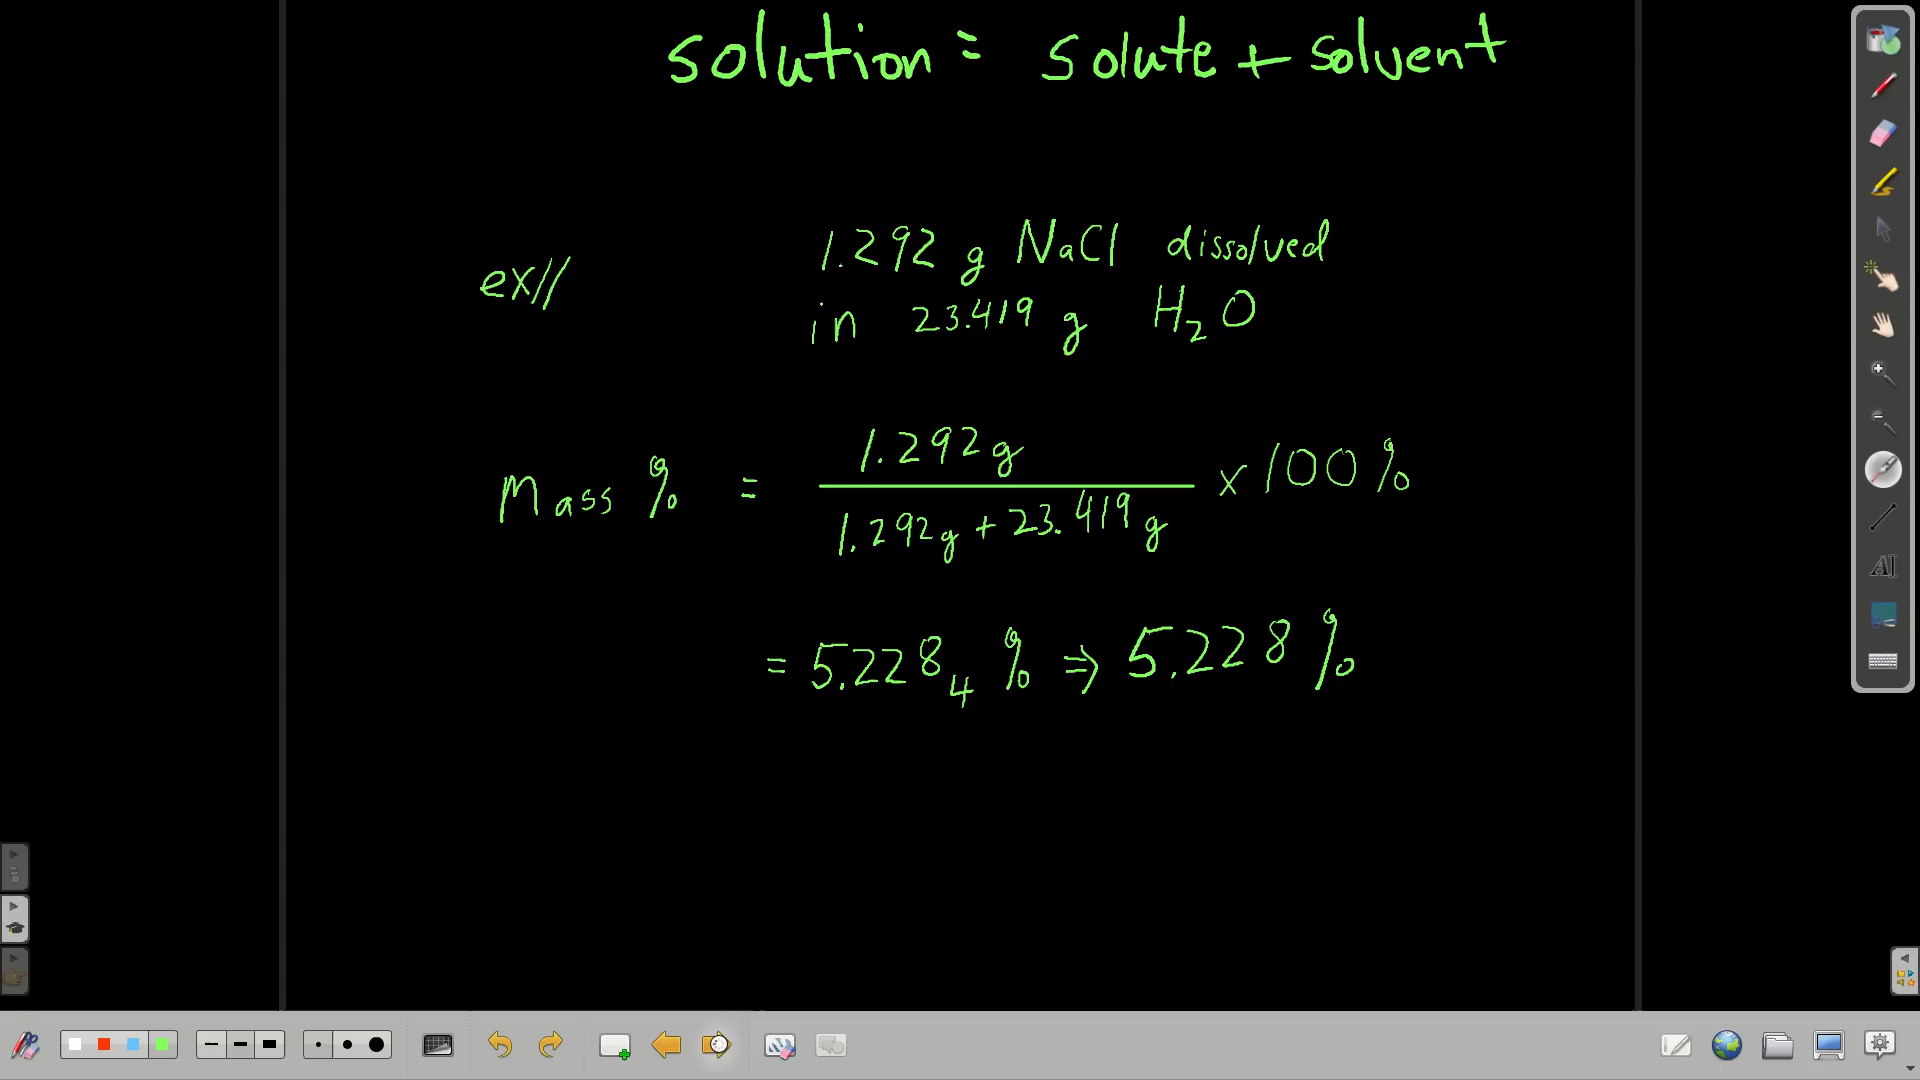 solution = solute + solvent
ex//
1.292 g NaCl dissolved
in 23.419 g H₂O
Mass % = 1.292 g / 1.292 g + 23.419 g × 100 %
= 5.228₄ % ⇒ 5.228 %